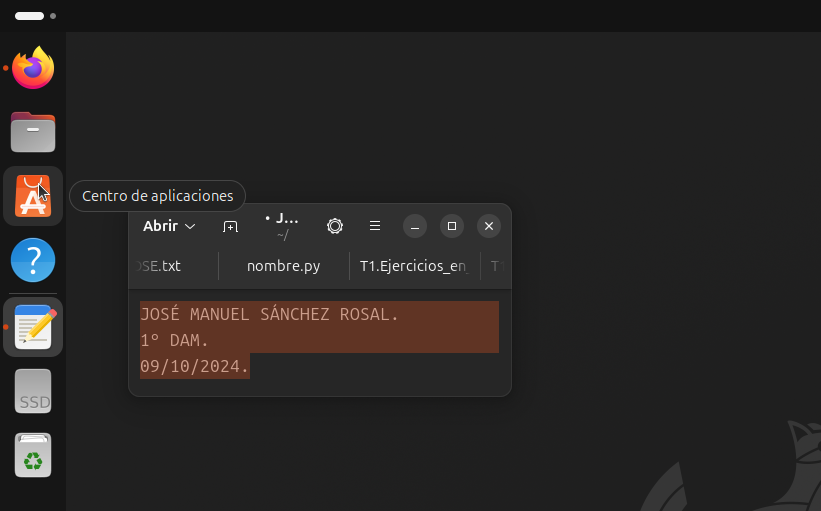 Centro de aplicaciones
Abrir
• J...
~/
OSE.txt
nombre.py
T1.Ejercicios_en
T
JOSÉ MANUEL SÁNCHEZ ROSAL.
1º DAM.
09/10/2024.
SSD